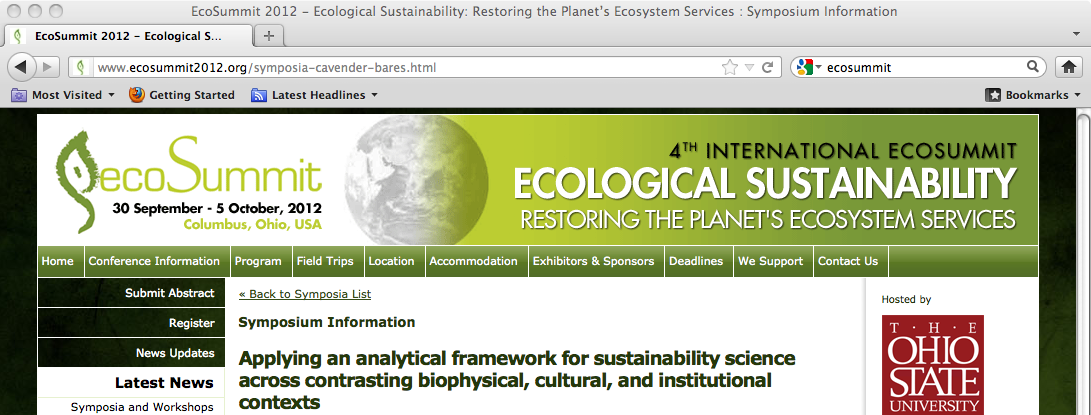 EcoSummit 2012 – Ecological Sustainability: Restoring the Planet's Ecosystem Services : Symposium Information
EcoSummit 2012 – Ecological S...
www.ecosummit2012.org/symposia-cavender-bares.html
ecosummit
Most Visited
Getting Started
Latest Headlines
Bookmarks
ecoSummit
30 September - 5 October, 2012
Columbus, Ohio, USA
4TH INTERNATIONAL ECOSUMMIT
ECOLOGICAL SUSTAINABILITY
RESTORING THE PLANET'S ECOSYSTEM SERVICES
Home
Conference Information
Program
Field Trips
Location
Accommodation
Exhibitors & Sponsors
Deadlines
We Support
Contact Us
Submit Abstract
Register
News Updates
Latest News
Symposia and Workshops
« Back to Symposia List
Symposium Information
Applying an analytical framework for sustainability science
across contrasting biophysical, cultural, and institutional
contexts
Hosted by
T · H · E
OHIO
STATE
UNIVERSITY